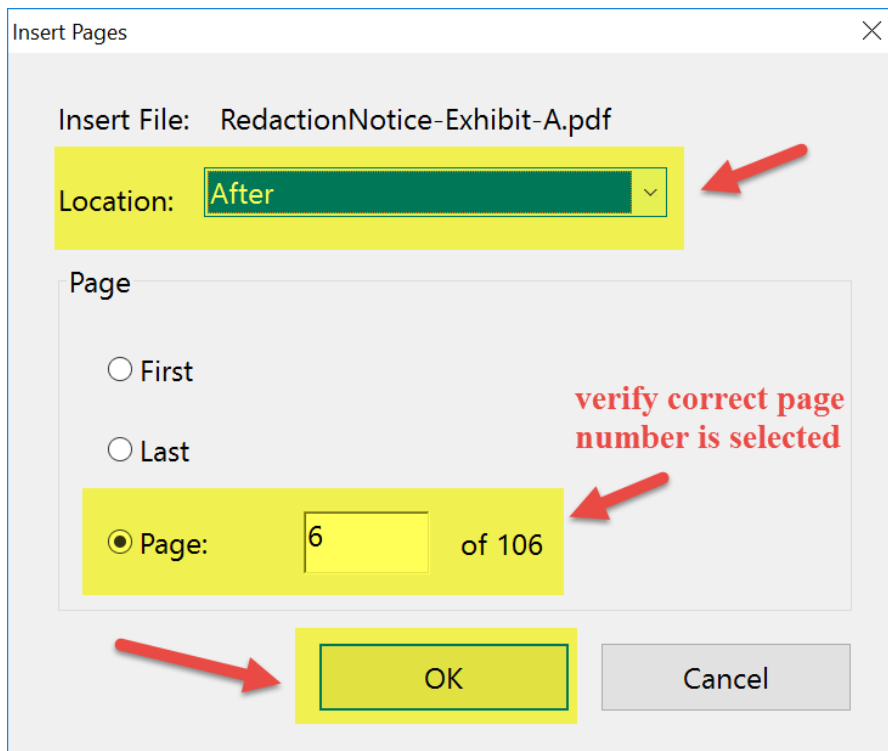 Insert Pages
Insert File: RedactionNotice-Exhibit-A.pdf
Location: After
Page
First
verify correct page
number is selected
Last
Page: 6 of 106
OK Cancel